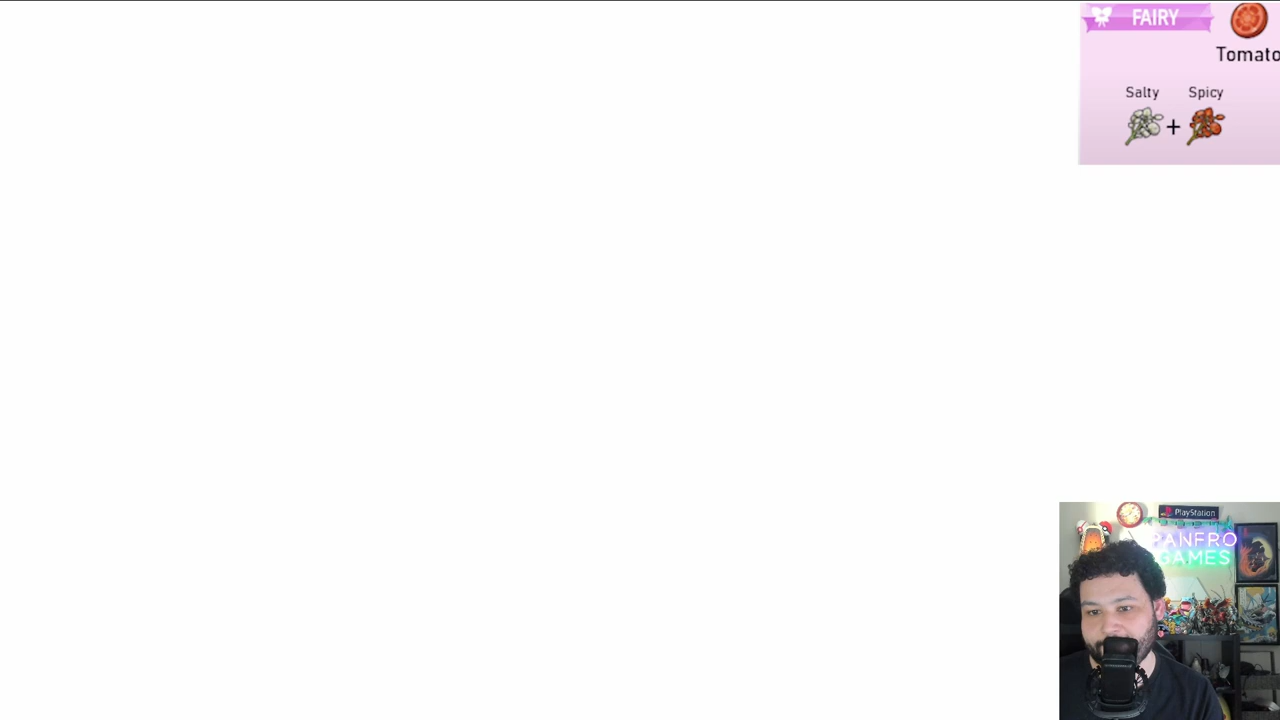 FAIRY
Tomato
Salty Spicy
+
PlayStation
PANFRO
GAMES